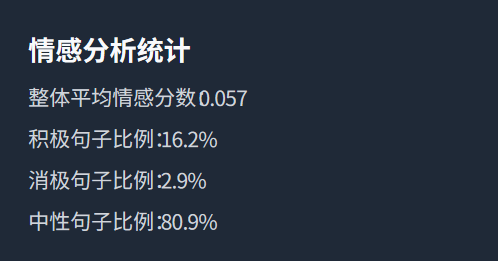 情感分析统计
整体平均情感分数:0.057
积极句子比例:16.2%
消极句子比例:2.9%
中性句子比例:80.9%